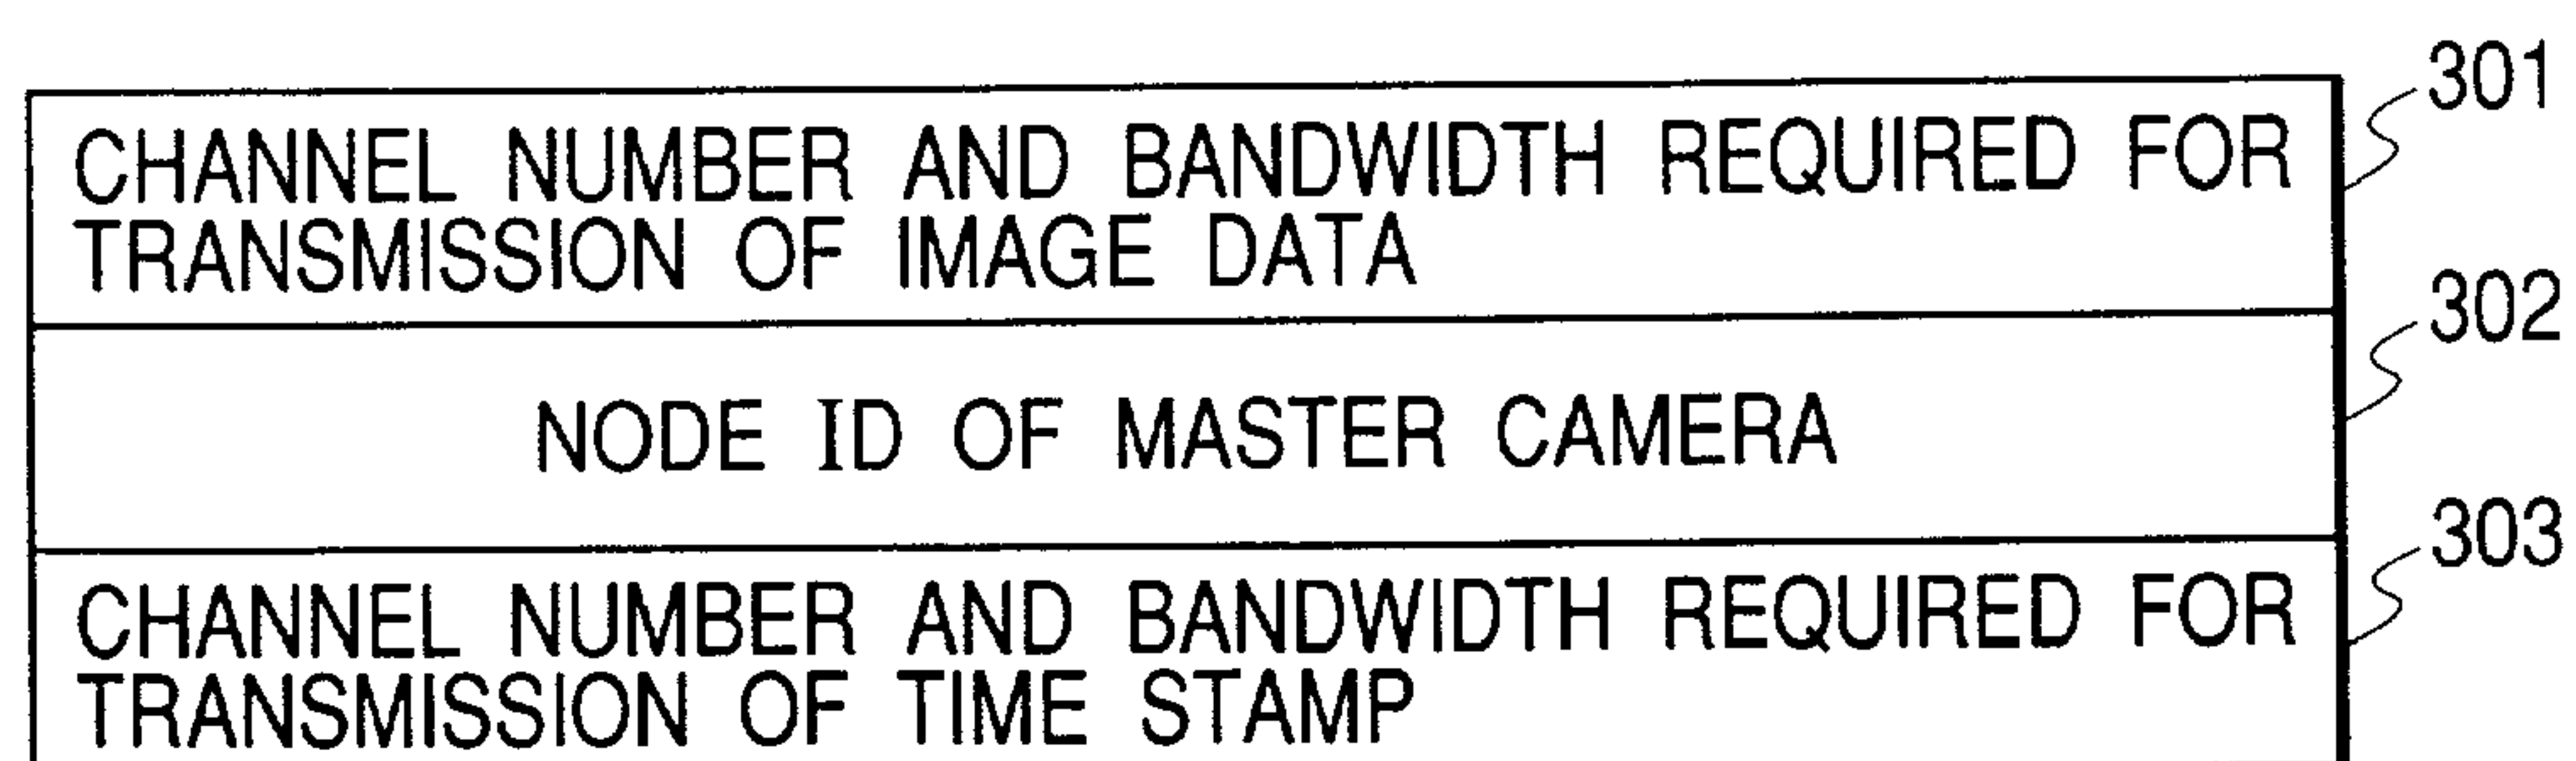 301
CHANNEL NUMBER AND BANDWIDTH REQUIRED FOR
TRANSMISSION OF IMAGE DATA
302
NODE ID OF MASTER CAMERA
303
CHANNEL NUMBER AND BANDWIDTH REQUIRED FOR
TRANSMISSION OF TIME STAMP